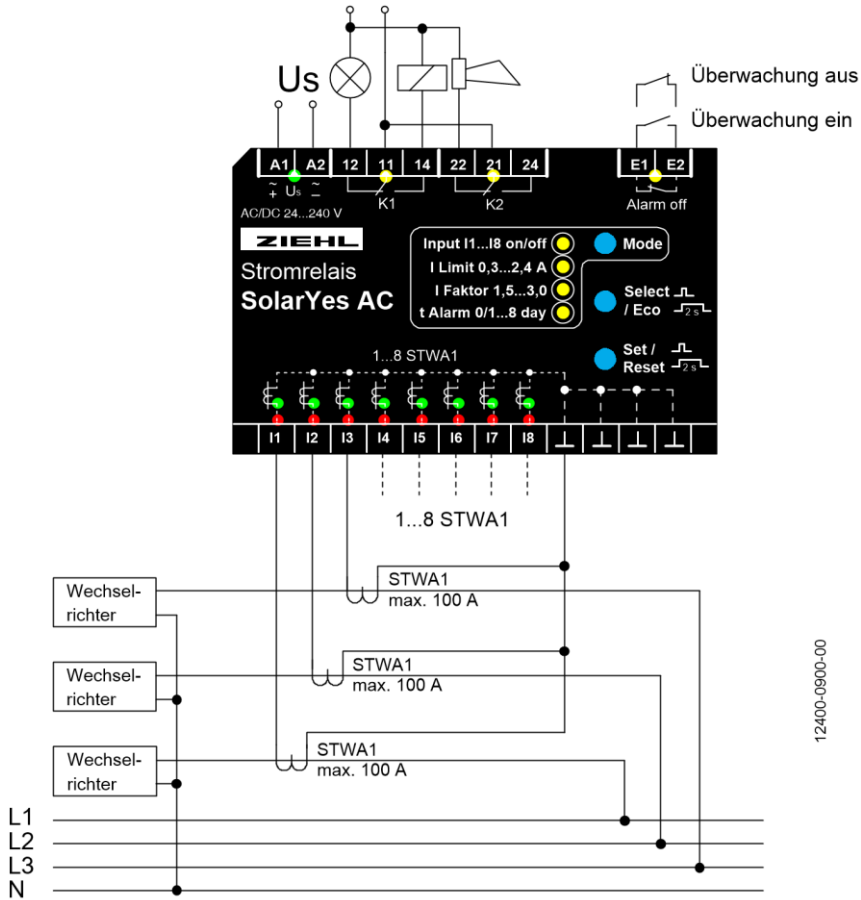 Us
Überwachung aus
Überwachung ein
A1 A2 12 11 14 22 21 24 E1 E2
~ Us ~
+ –
K1 K2 Alarm off
AC/DC 24...240 V
ZIEHL
Stromrelais
SolarYes AC
Input I1...I8 on/off
I Limit 0,3...2,4 A
I Faktor 1,5...3,0
t Alarm 0/1...8 day
Mode
Select
/ Eco 2 s
Set /
Reset 2 s
1...8 STWA1
I1 I2 I3 I4 I5 I6 I7 I8
1...8 STWA1
Wechsel-
richter
STWA1
max. 100 A
Wechsel-
richter
STWA1
max. 100 A
Wechsel-
richter
STWA1
max. 100 A
L1
L2
L3
N
12400-0900-00